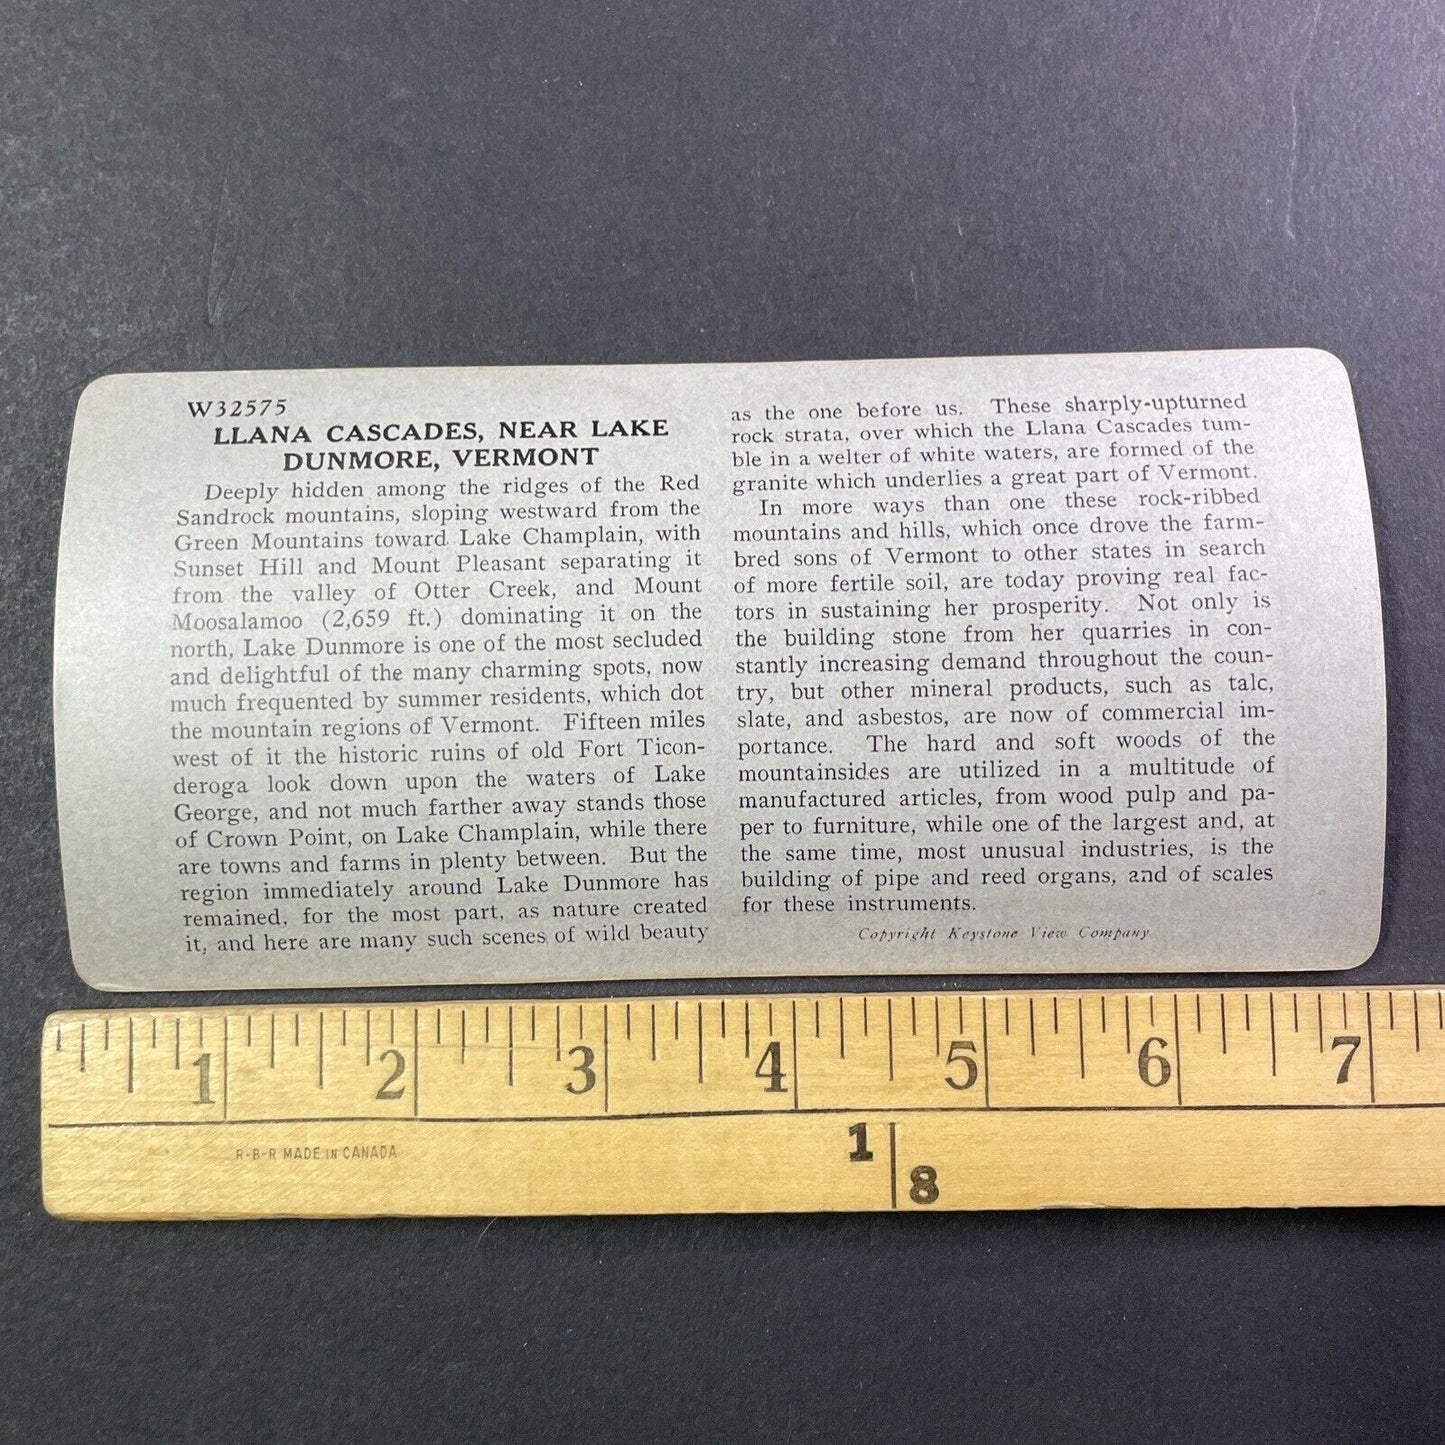 W32575
LLANA CASCADES, NEAR LAKE
DUNMORE, VERMONT
Deeply hidden among the ridges of the Red
Sandrock mountains, sloping westward from the
Green Mountains toward Lake Champlain, with
Sunset Hill and Mount Pleasant separating it
from the valley of Otter Creek, and Mount
Moosalamoo (2,659 ft.) dominating it on the
north, Lake Dunmore is one of the most secluded
and delightful of the many charming spots, now
much frequented by summer residents, which dot
the mountain regions of Vermont. Fifteen miles
west of it the historic ruins of old Fort Ticon-
deroga look down upon the waters of Lake
George, and not much farther away stands those
of Crown Point, on Lake Champlain, while there
are towns and farms in plenty between. But the
region immediately around Lake Dunmore has
remained, for the most part, as nature created
it, and here are many such scenes of wild beauty
as the one before us. These sharply-upturned
rock strata, over which the Llana Cascades tum-
ble in a welter of white waters, are formed of the
granite which underlies a great part of Vermont.
In more ways than one these rock-ribbed
mountains and hills, which once drove the farm-
bred sons of Vermont to other states in search
of more fertile soil, are today proving real fac-
tors in sustaining her prosperity. Not only is
the building stone from her quarries in con-
stantly increasing demand throughout the coun-
try, but other mineral products, such as talc,
slate, and asbestos, are now of commercial im-
portance. The hard and soft woods of the
mountainsides are utilized in a multitude of
manufactured articles, from wood pulp and pa-
per to furniture, while one of the largest and, at
the same time, most unusual industries, is the
building of pipe and reed organs, and of scales
for these instruments.
Copyright Keystone View Company
1 2 3 4 5 6 7
R-B-R MADE IN CANADA
1
8